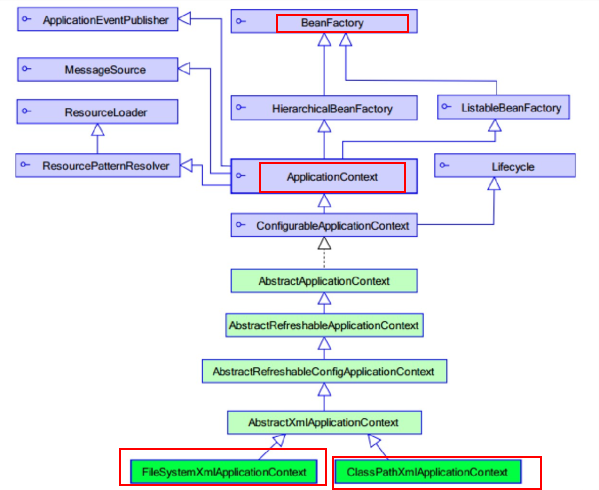 ApplicationEventPublisher
BeanFactory
MessageSource
ResourceLoader
HierarchicalBeanFactory
ListableBeanFactory
ResourcePatternResolver
ApplicationContext
Lifecycle
ConfigurableApplicationContext
AbstractApplicationContext
AbstractRefreshableApplicationContext
AbstractRefreshableConfigApplicationContext
AbstractXmlApplicationContext
FileSystemXmlApplicationContext
ClassPathXmlApplicationContext